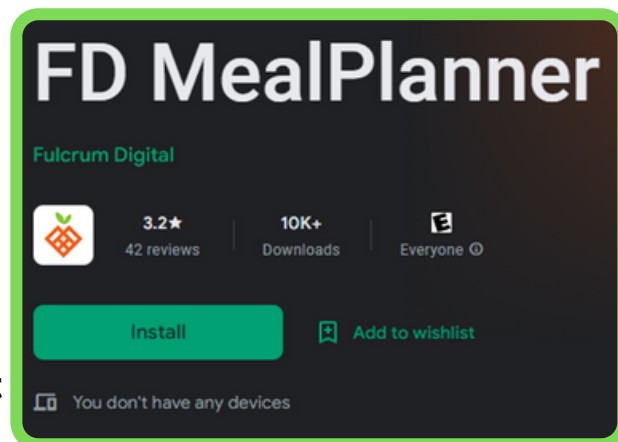 FD MealPlanner
Fulcrum Digital
3.2★ 10K+ E
42 reviews Downloads Everyone
Install Add to wishlist
You don't have any devices